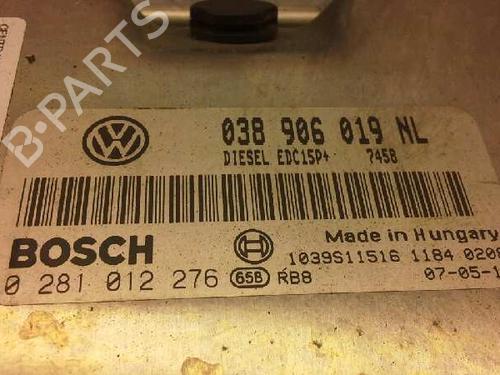 B-PARTS
VW
038 906 019 NL
DIESEL EDC15P+ 7458
BOSCH
Made in Hungary
1039S11516 1184 0208
0 281 012 276 658 RB8
07-05-1